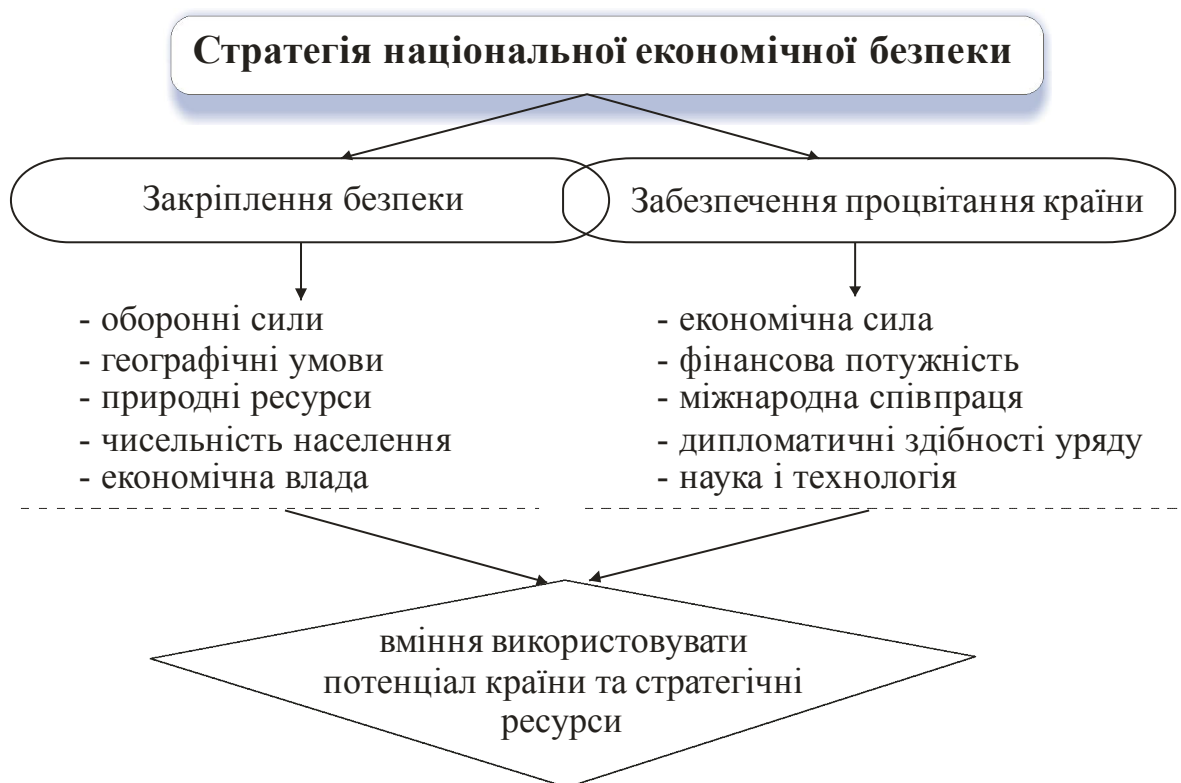 Стратегія національної економічної безпеки
Закріплення безпеки
Забезпечення процвітання країни
- оборонні сили
- географічні умови
- природні ресурси
- чисельність населення
- економічна влада
- економічна сила
- фінансова потужність
- міжнародна співпраця
- дипломатичні здібності уряду
- наука і технологія
вміння використовувати
потенціал країни та стратегічні
ресурси